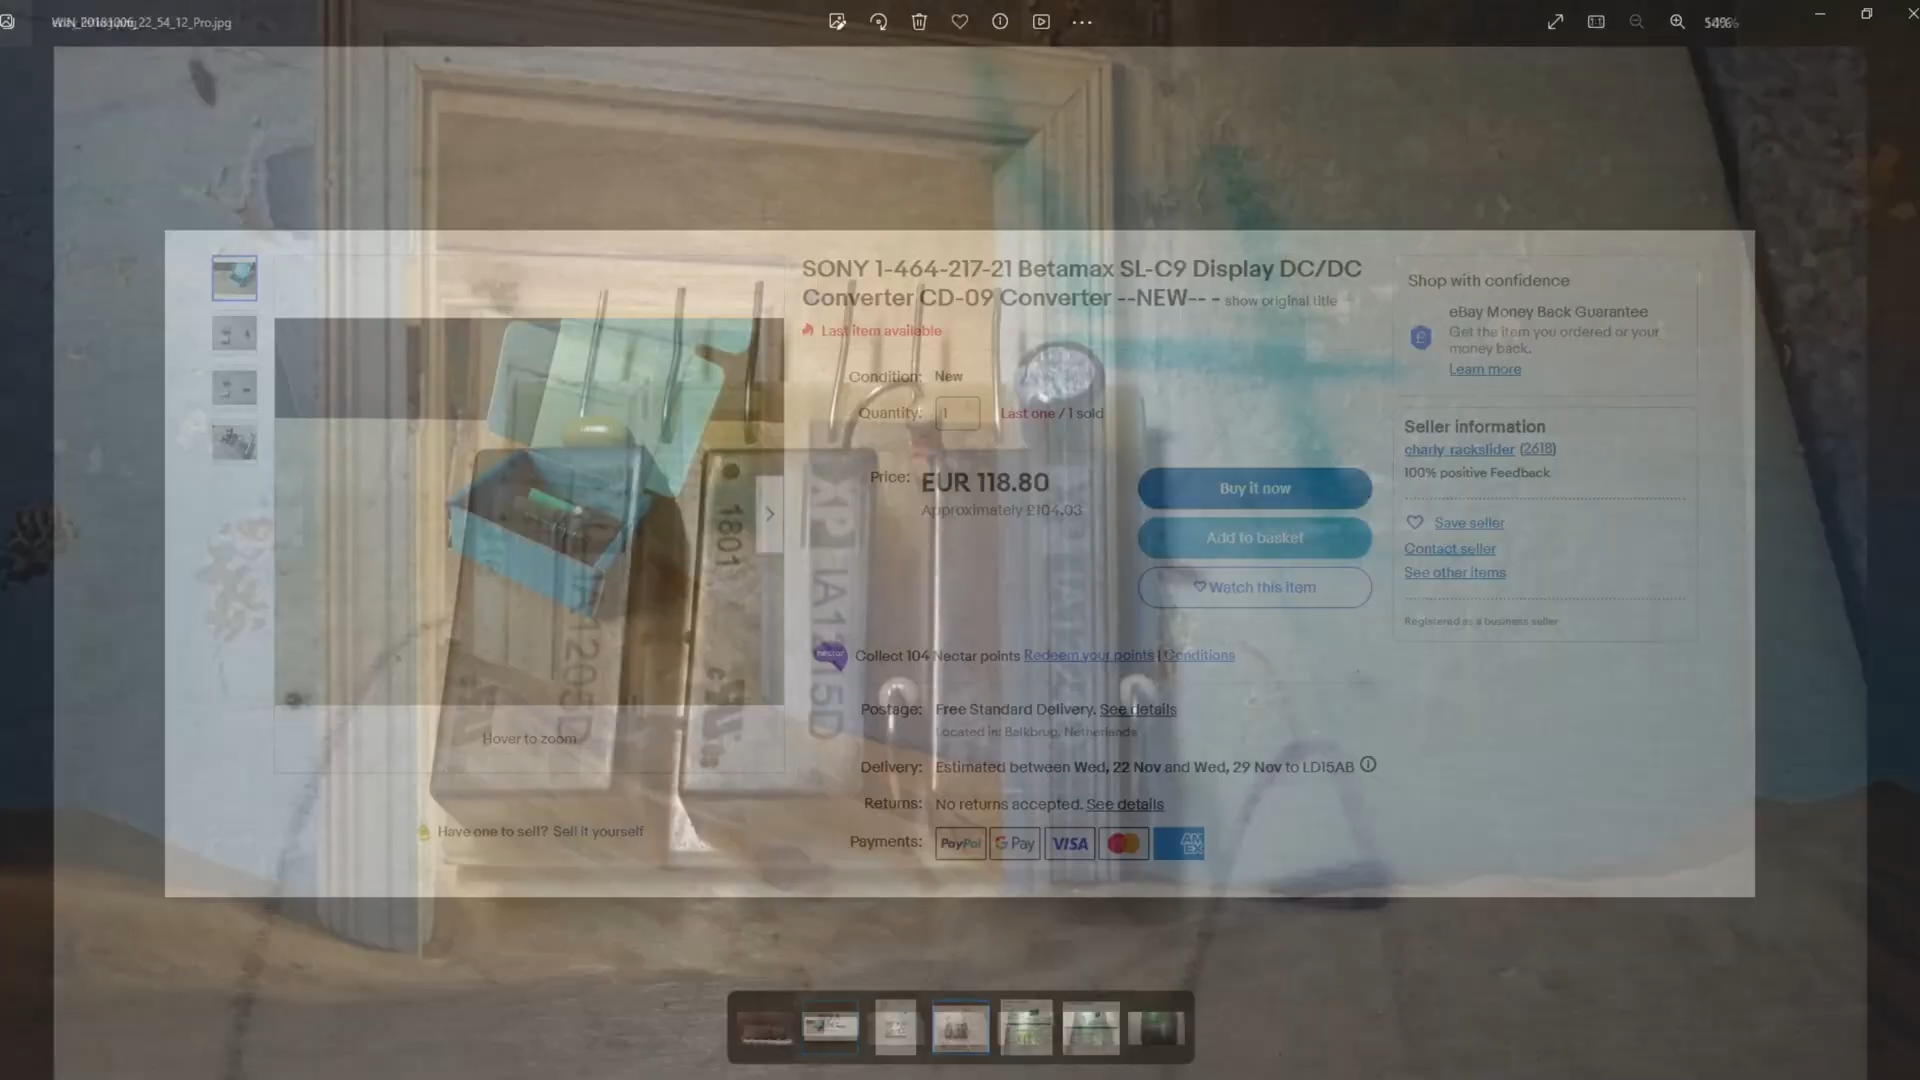 SONY 1-464-217-21 Betamax SL-C9 Display DC/DC
Converter CD-09 Converter --NEW-- - show original title
Last item available
Condition: New
Quantity: 1 Last one / 1 sold
Price: EUR 118.80
Approximately £104.03
Buy it now
Add to basket
Watch this item
nectar Collect 104 Nectar points Redeem your points | Conditions
Postage: Free Standard Delivery. See details
Located in: Balkbrug, Netherlands
Delivery: Estimated between Wed, 22 Nov and Wed, 29 Nov to LD15AB
Returns: No returns accepted. See details
Payments: PayPal G Pay VISA AMEX
Hover to zoom
Have one to sell? Sell it yourself
Shop with confidence
eBay Money Back Guarantee
Get the item you ordered or your
money back.
Learn more
Seller information
charly_rackslider (2618)
100% positive Feedback
Save seller
Contact seller
See other items
Registered as a business seller
1801
XP IA1215D
IA1205D